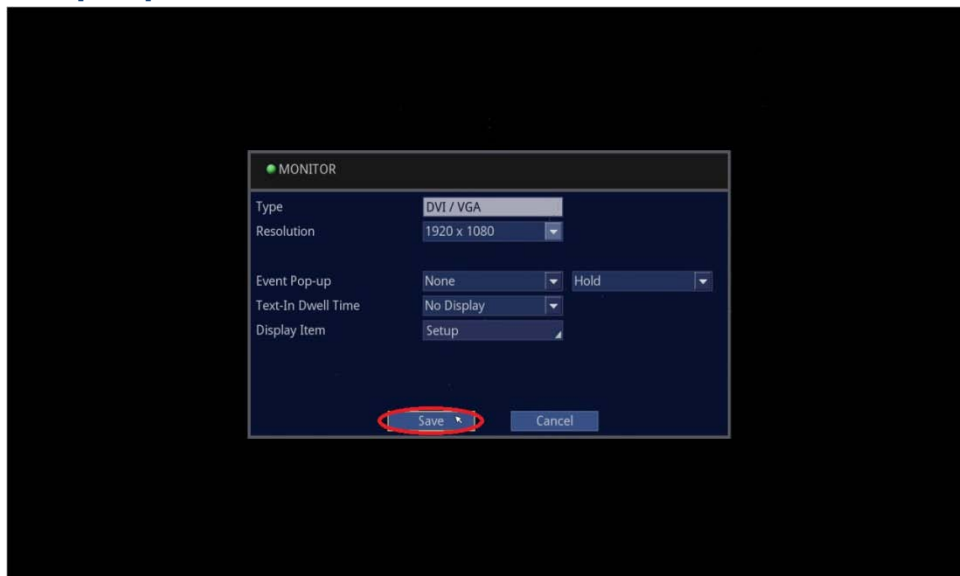 MONITOR
Type DVI / VGA
Resolution 1920 x 1080
Event Pop-up None Hold
Text-In Dwell Time No Display
Display Item Setup
Save Cancel